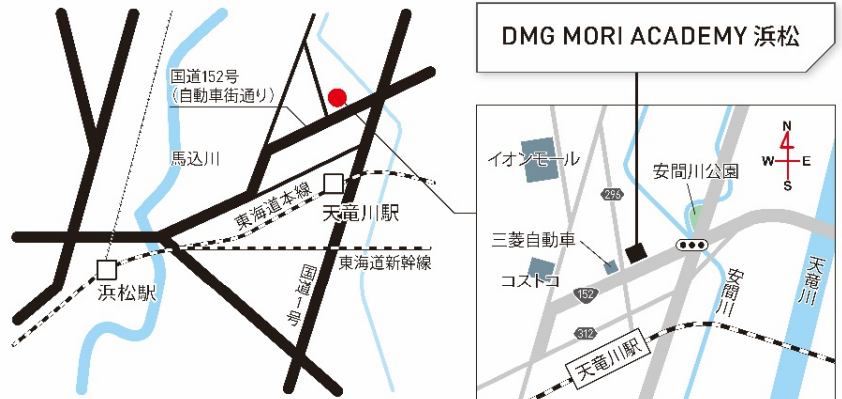 国道152号
（自動車街通り）
馬込川
東海道本線
天竜川駅
東海道新幹線
浜松駅
国道1号
DMG MORI ACADEMY 浜松
N
W E
S
イオンモール
安間川公園
296
三菱自動車
コストコ
152
312
安間川
天竜川
天竜川駅